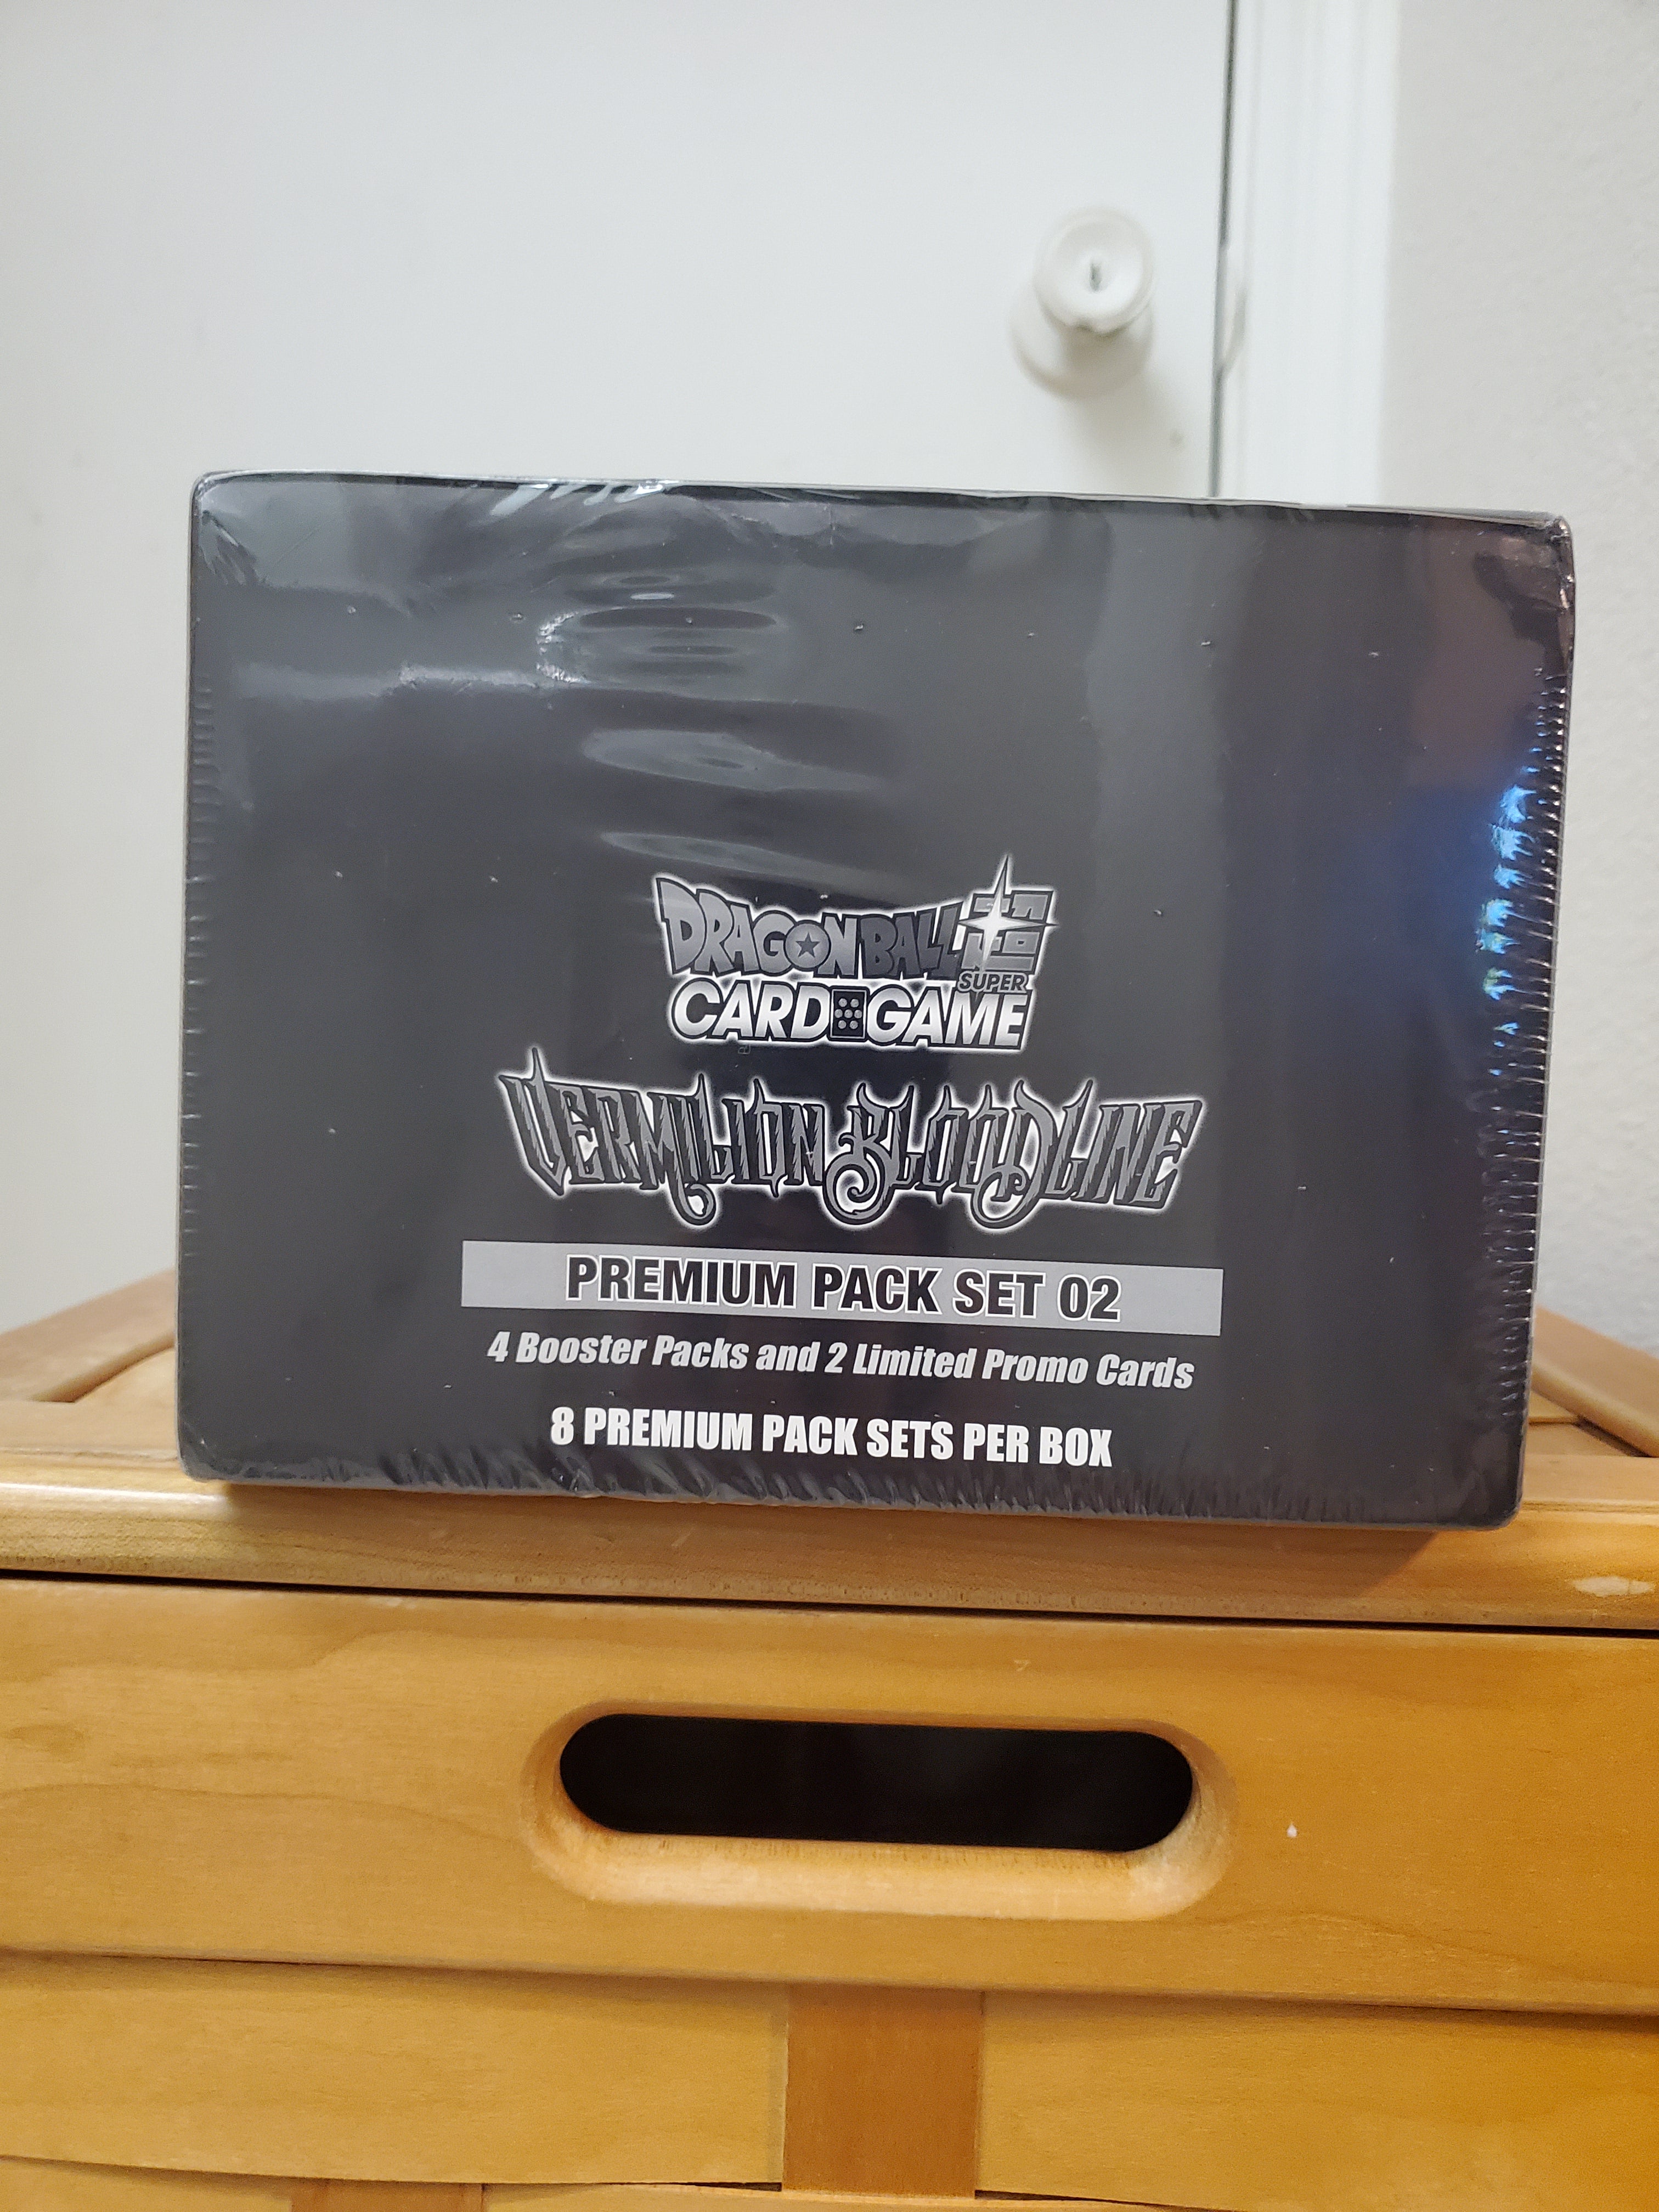 DRAGON BALL
SUPER
CARD GAME
VERMILION BLOODLINE
PREMIUM PACK SET 02
4 Booster Packs and 2 Limited Promo Cards
8 PREMIUM PACK SETS PER BOX